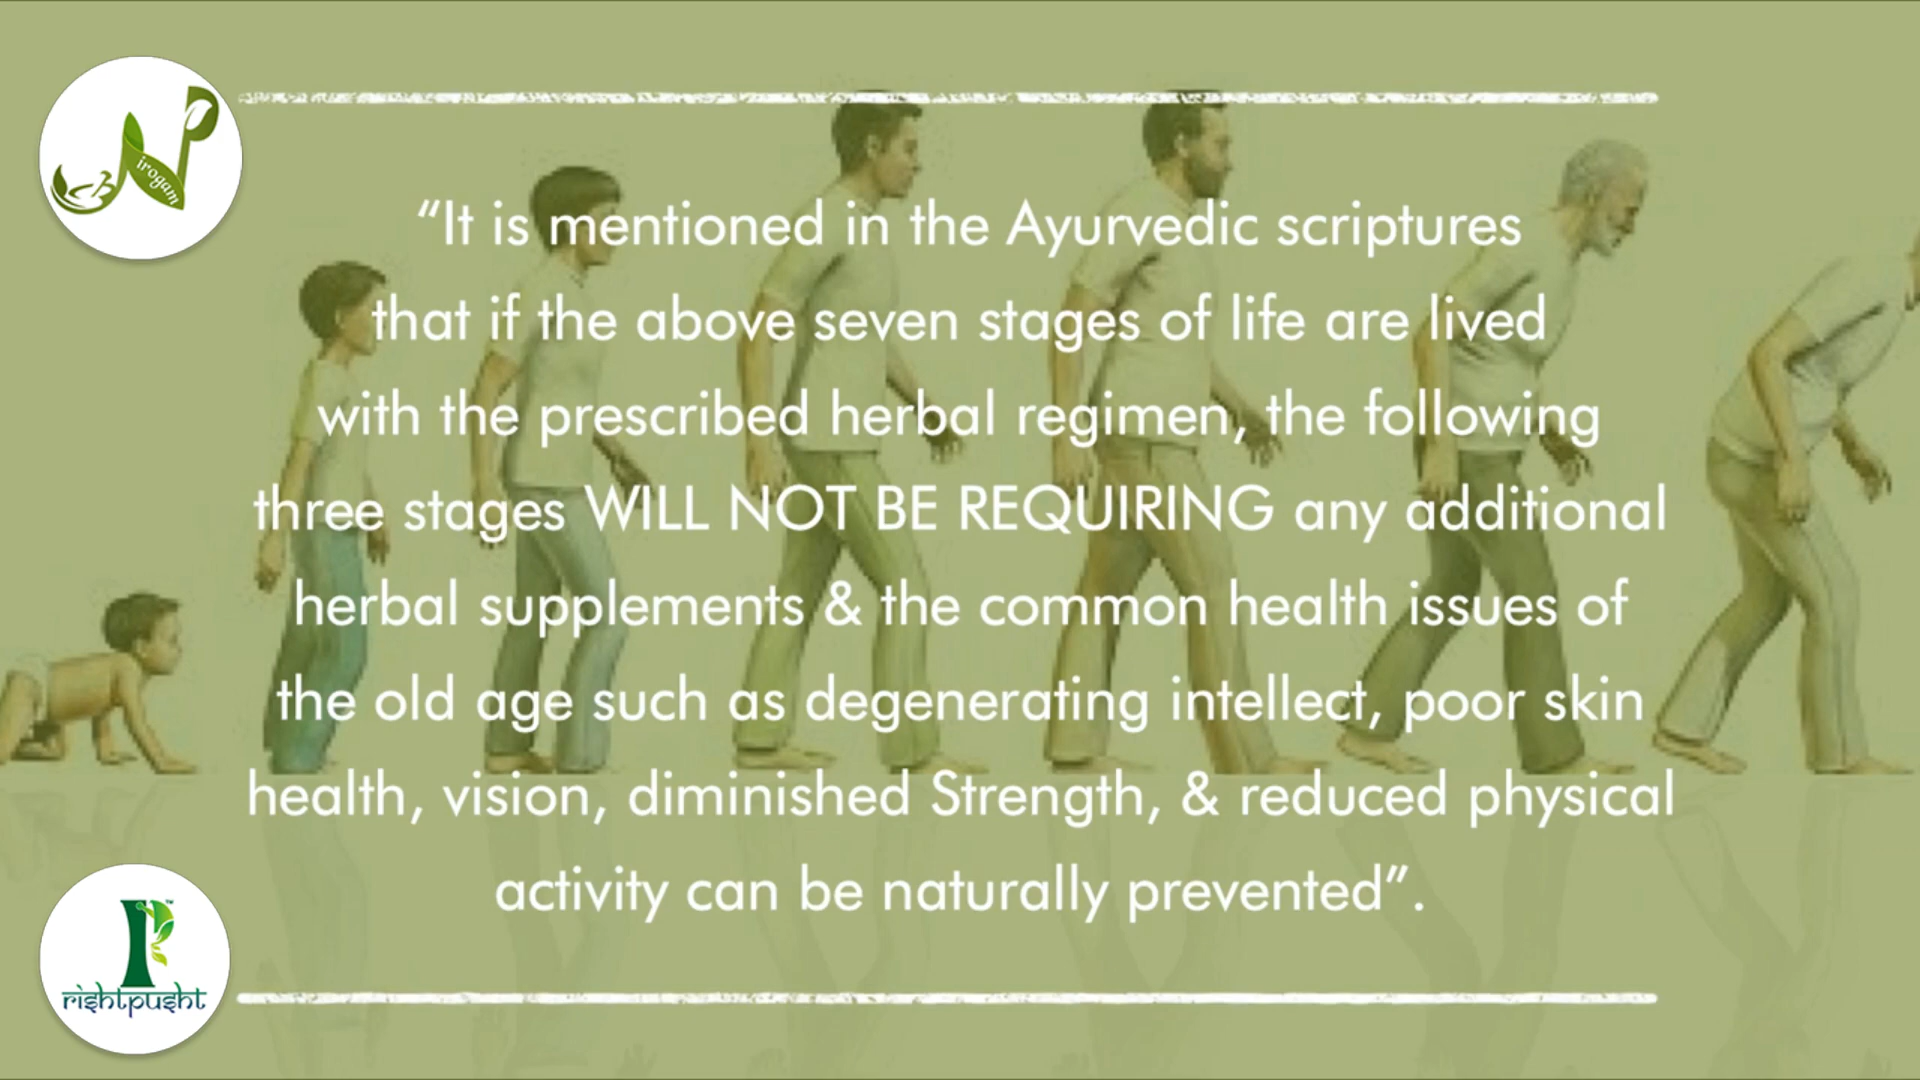 Nirogam
“It is mentioned in the Ayurvedic scriptures
that if the above seven stages of life are lived
with the prescribed herbal regimen, the following
three stages WILL NOT BE REQUIRING any additional
herbal supplements & the common health issues of
the old age such as degenerating intellect, poor skin
health, vision, diminished Strength, & reduced physical
activity can be naturally prevented”.
r™
rishtpusht